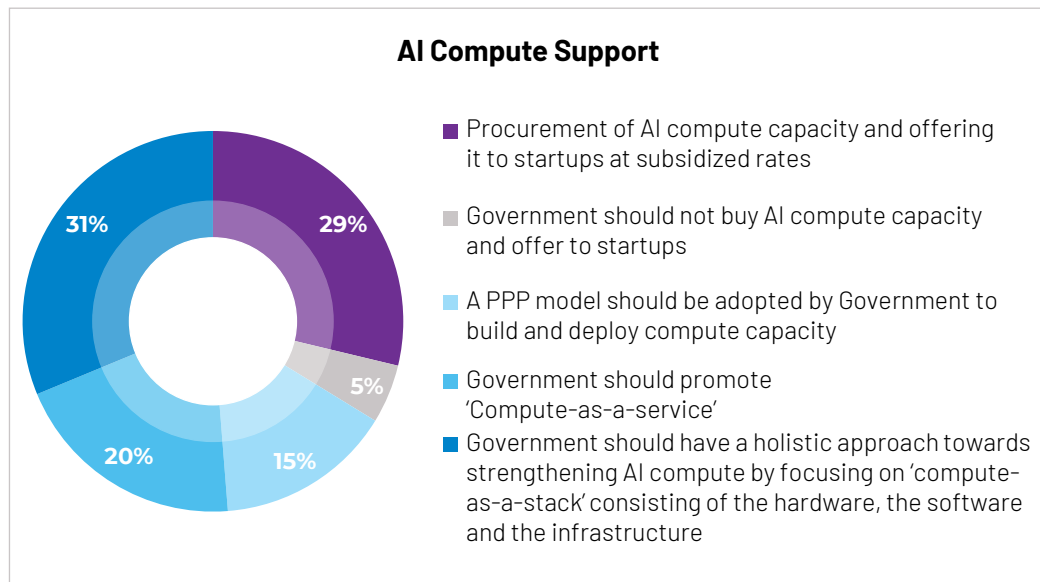 AI Compute Support
31%
29%
5%
20%
15%
Procurement of AI compute capacity and offering
it to startups at subsidized rates
Government should not buy AI compute capacity
and offer to startups
A PPP model should be adopted by Government to
build and deploy compute capacity
Government should promote
‘Compute-as-a-service’
Government should have a holistic approach towards
strengthening AI compute by focusing on ‘compute-
as-a-stack’ consisting of the hardware, the software
and the infrastructure